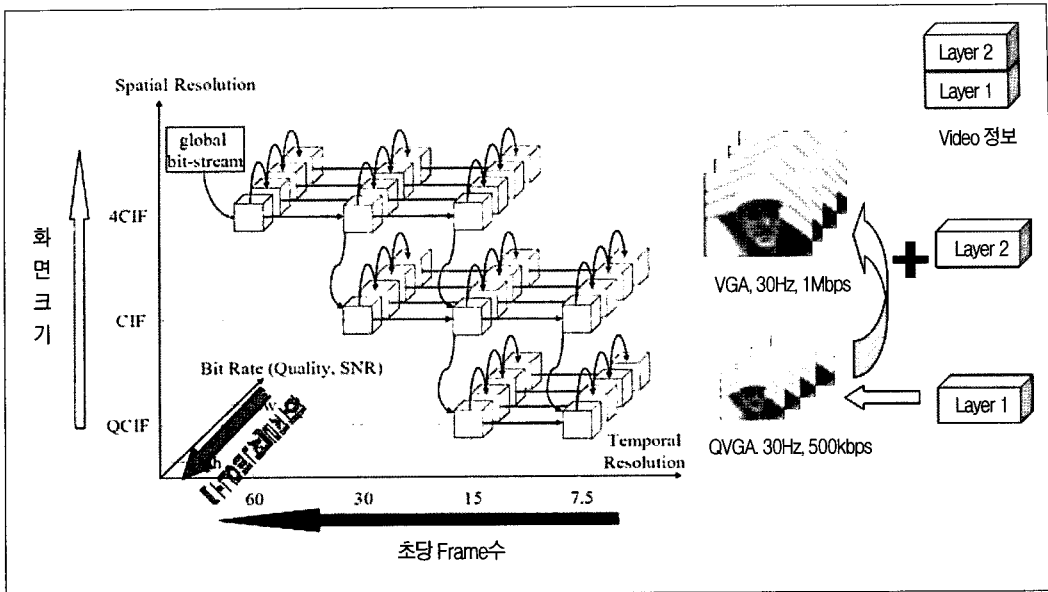 Spatial Resolution
global
bit-stream
4CIF
CIF
QCIF
화
면
크
기
Bit Rate (Quality, SNR)
Temporal
Resolution
60
30
15
7.5
초당 Frame수
Layer 2
Layer 1
Video 정보
VGA, 30Hz, 1Mbps
Layer 2
QVGA. 30Hz, 500kbps
Layer 1